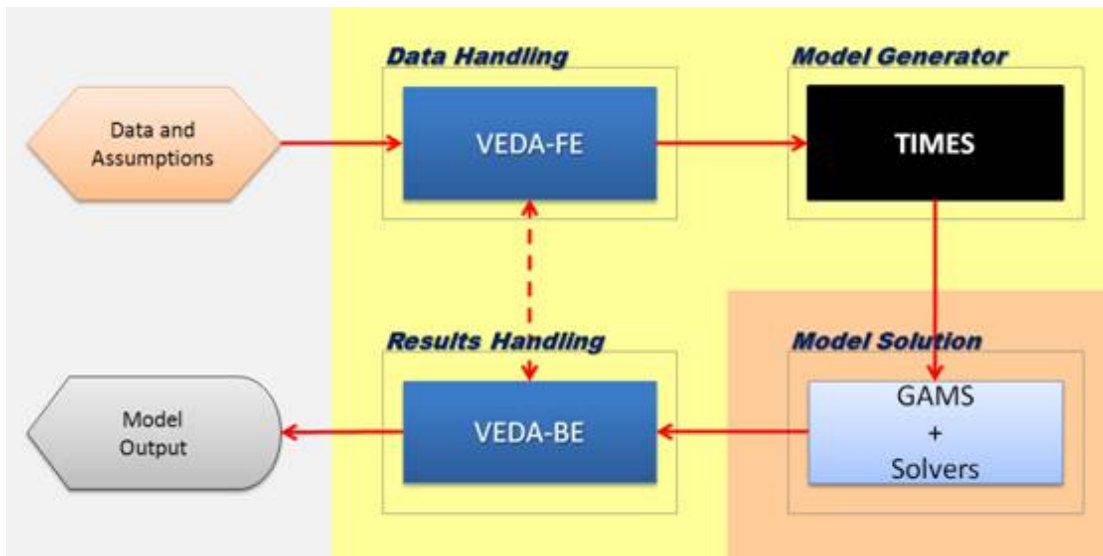 Data Handling
Model Generator
Data and
Assumptions
VEDA-FE
TIMES
Results Handling
Model Solution
Model
Output
VEDA-BE
GAMS
+
Solvers